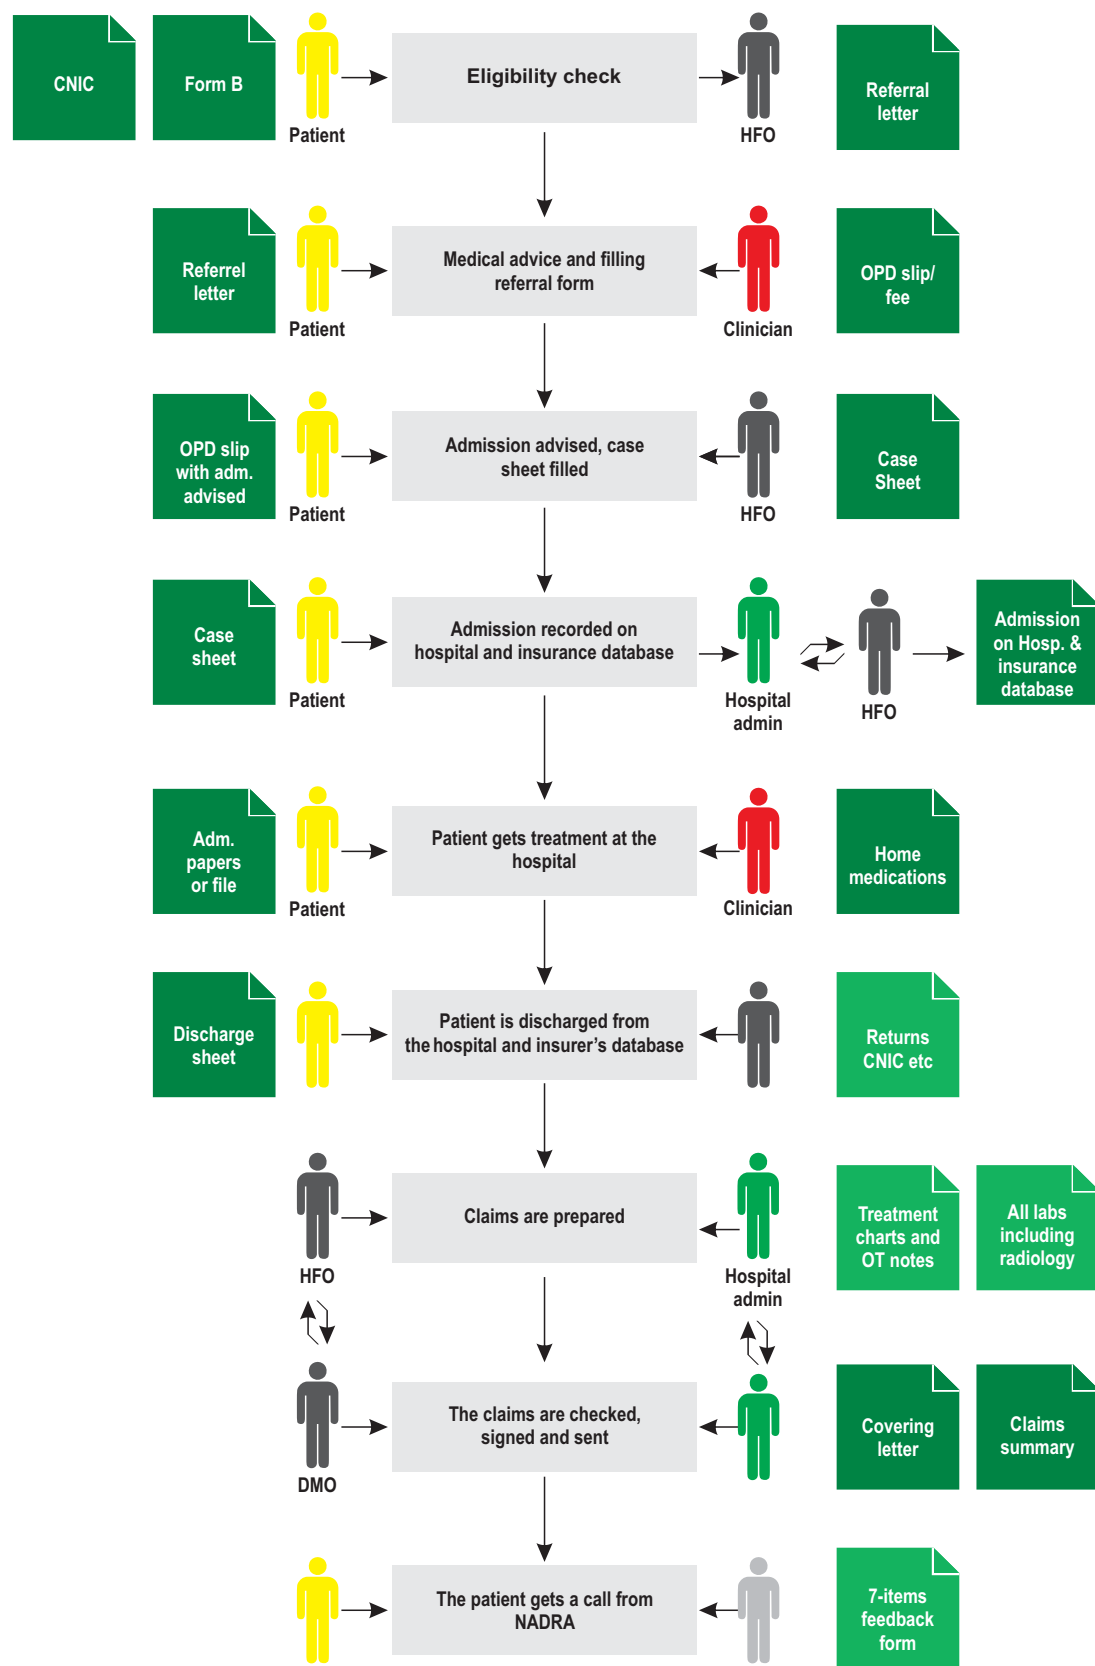 CNIC
Form B
Patient
Eligibility check
HFO
Referral
letter
Referrel
letter
Patient
Medical advice and filling
referral form
Clinician
OPD slip/
fee
OPD slip
with adm.
advised
Patient
Admission advised, case
sheet filled
HFO
Case
Sheet
Case
sheet
Patient
Admission recorded on
hospital and insurance database
Hospital
admin
HFO
Admission
on Hosp. &
insurance
database
Adm.
papers
or file
Patient
Patient gets treatment at the
hospital
Clinician
Home
medications
Discharge
sheet
Patient is discharged from
the hospital and insurer's database
Returns
CNIC etc
HFO
Claims are prepared
Hospital
admin
Treatment
charts and
OT notes
All labs
including
radiology
DMO
The claims are checked,
signed and sent
Covering
letter
Claims
summary
The patient gets a call from
NADRA
7-items
feedback
form